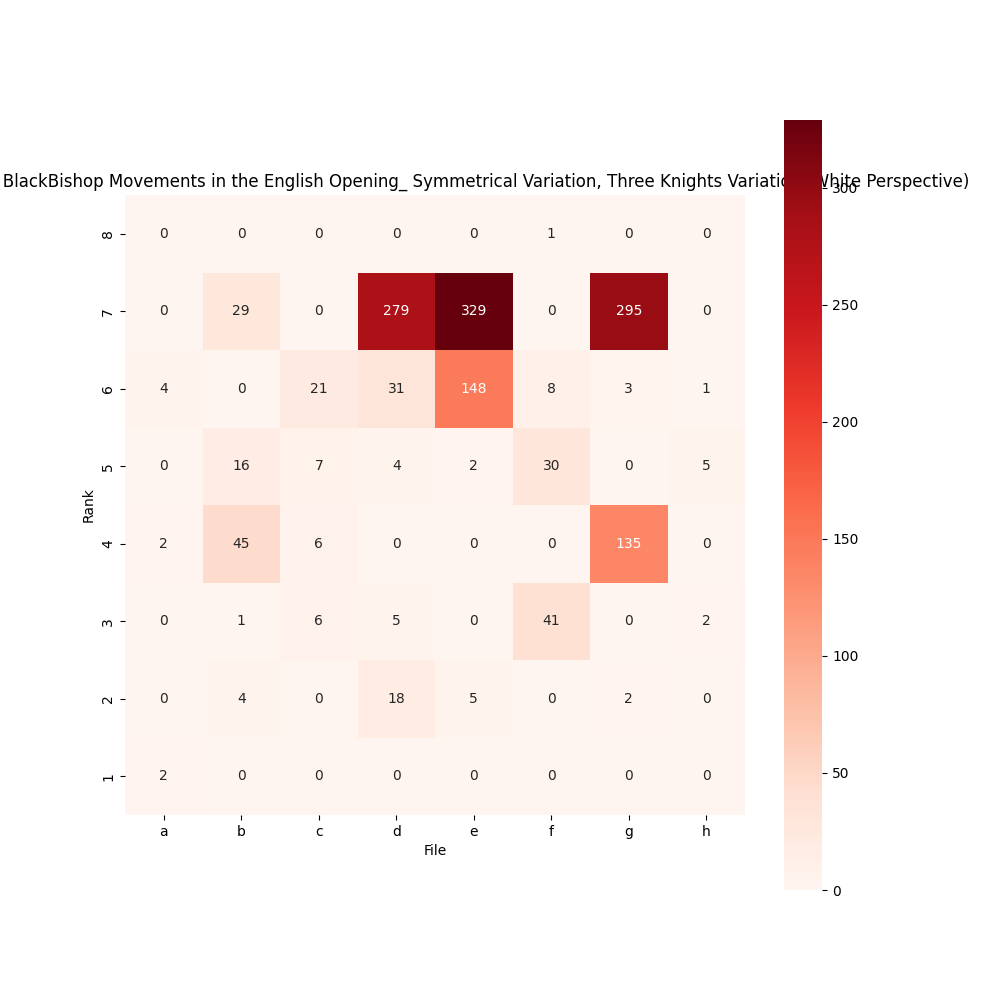 BlackBishop Movements in the English Opening_ Symmetrical Variation, Three Knights Variation (White Perspective)
8 0 0 0 0 0 1 0 0
7 0 29 0 279 329 0 295 0
6 4 0 21 31 148 8 3 1
5 0 16 7 4 2 30 0 5
4 2 45 6 0 0 0 135 0
3 0 1 6 5 0 41 0 2
2 0 4 0 18 5 0 2 0
1 2 0 0 0 0 0 0 0
a b c d e f g h
File
Rank
300
250
200
150
100
50
0